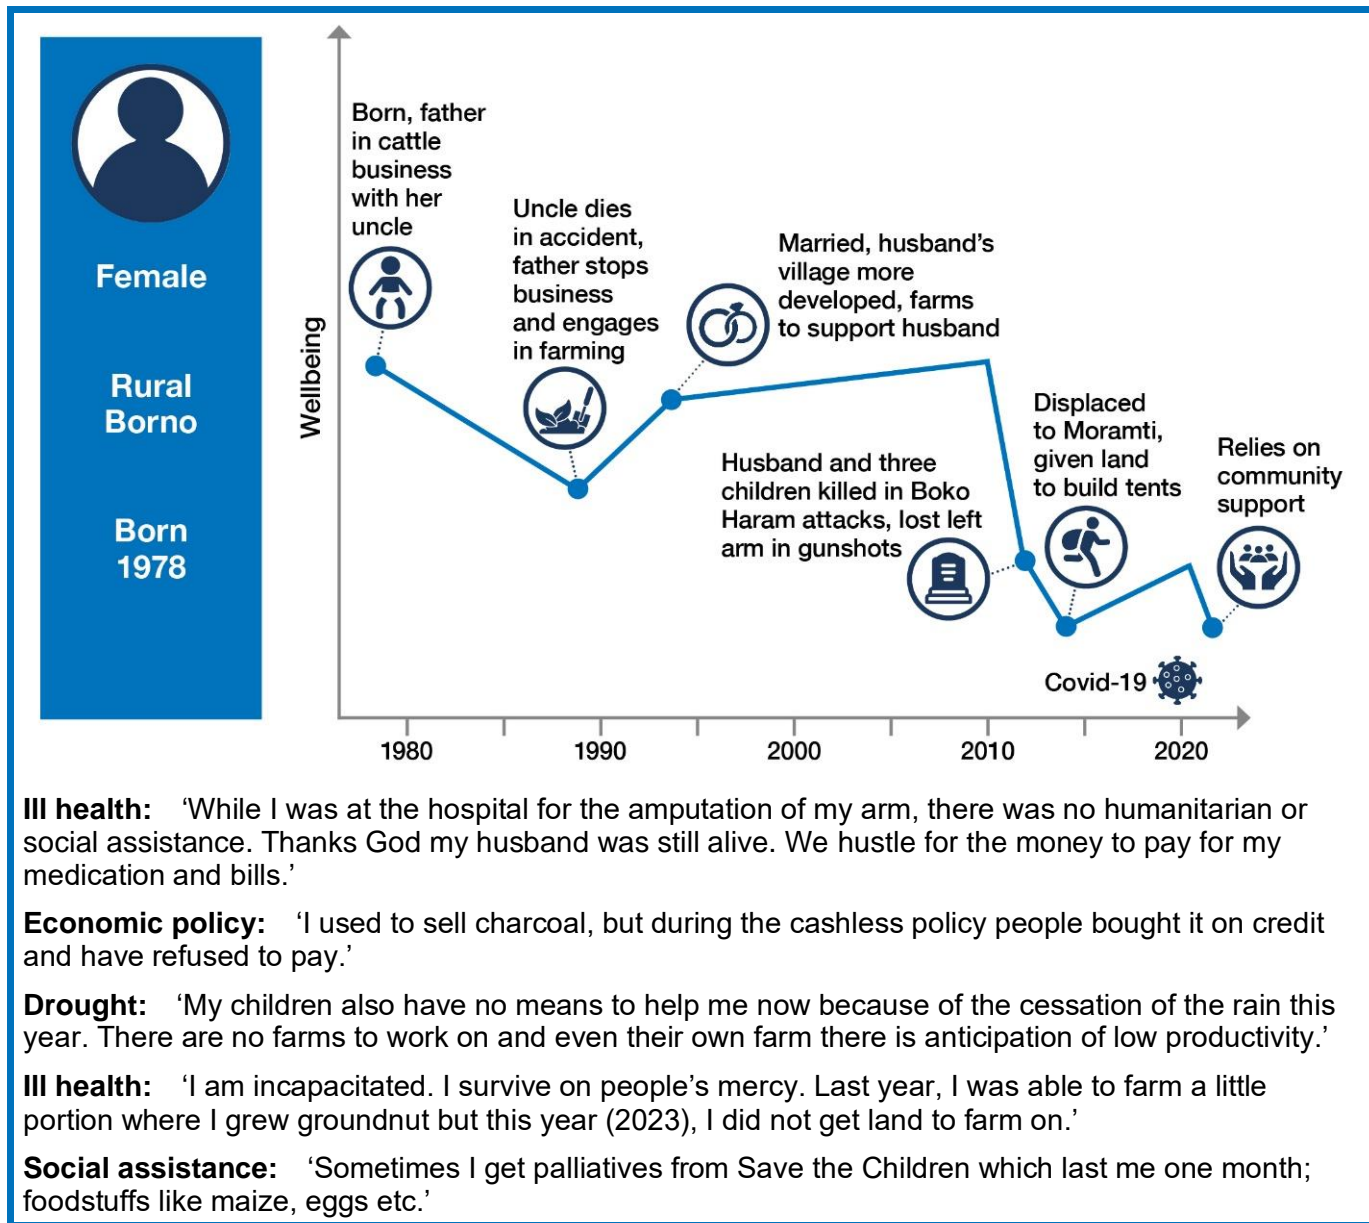 Female
Rural
Borno
Born
1978
Wellbeing
Born, father
in cattle
business
with her
uncle
Uncle dies
in accident,
father stops
business
and engages
in farming
Married, husband’s
village more
developed, farms
to support husband
Husband and three
children killed in Boko
Haram attacks, lost left
arm in gunshots
Displaced
to Moramti,
given land
to build tents
Relies on
community
support
Covid-19
1980 1990 2000 2010 2020
Ill health: ‘While I was at the hospital for the amputation of my arm, there was no humanitarian or
social assistance. Thanks God my husband was still alive. We hustle for the money to pay for my
medication and bills.’
Economic policy: ‘I used to sell charcoal, but during the cashless policy people bought it on credit
and have refused to pay.’
Drought: ‘My children also have no means to help me now because of the cessation of the rain this
year. There are no farms to work on and even their own farm there is anticipation of low productivity.’
Ill health: ‘I am incapacitated. I survive on people’s mercy. Last year, I was able to farm a little
portion where I grew groundnut but this year (2023), I did not get land to farm on.’
Social assistance: ‘Sometimes I get palliatives from Save the Children which last me one month;
foodstuffs like maize, eggs etc.’